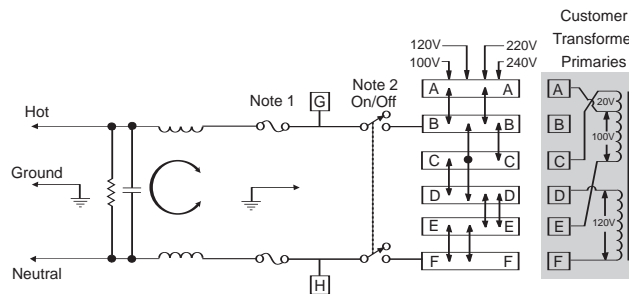 Customer
Transforme
Primaries
120V
220V
100V
240V
Note 1
Note 2
On/Off
Hot
Ground
Neutral
G
H
A A
B B
C C
D D
E E
F F
A
B
C
D
E
F
20V
100V
120V